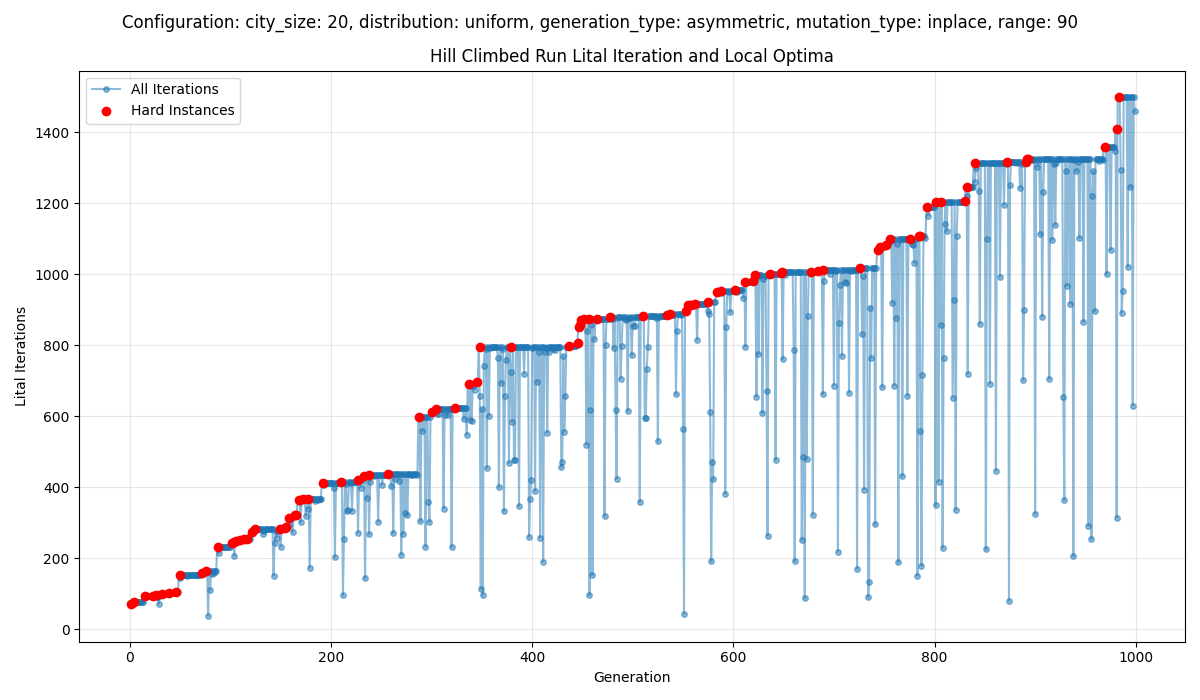 Configuration: city_size: 20, distribution: uniform, generation_type: asymmetric, mutation_type: inplace, range: 90
Hill Climbed Run Lital Iteration and Local Optima
All Iterations
Hard Instances
1400
1200
1000
800
600
400
200
0
Lital Iterations
0 200 400 600 800 1000
Generation